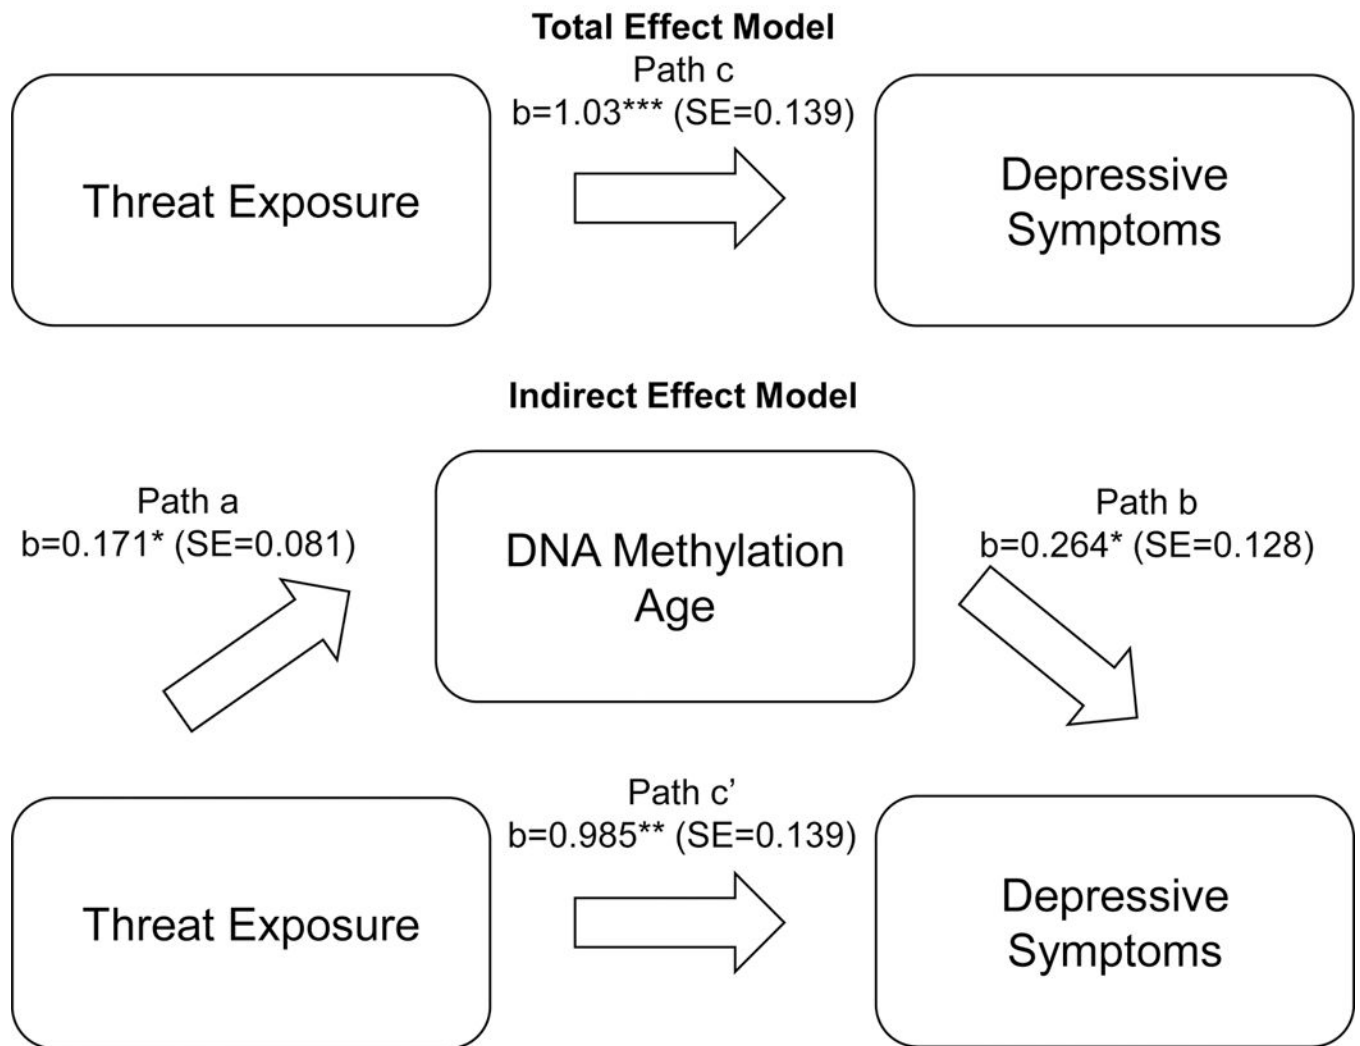 Total Effect Model
Path c
b=1.03*** (SE=0.139)
Threat Exposure
Depressive
Symptoms
Indirect Effect Model
Path a
b=0.171* (SE=0.081)
DNA Methylation
Age
Path b
b=0.264* (SE=0.128)
Path c’
b=0.985** (SE=0.139)
Threat Exposure
Depressive
Symptoms